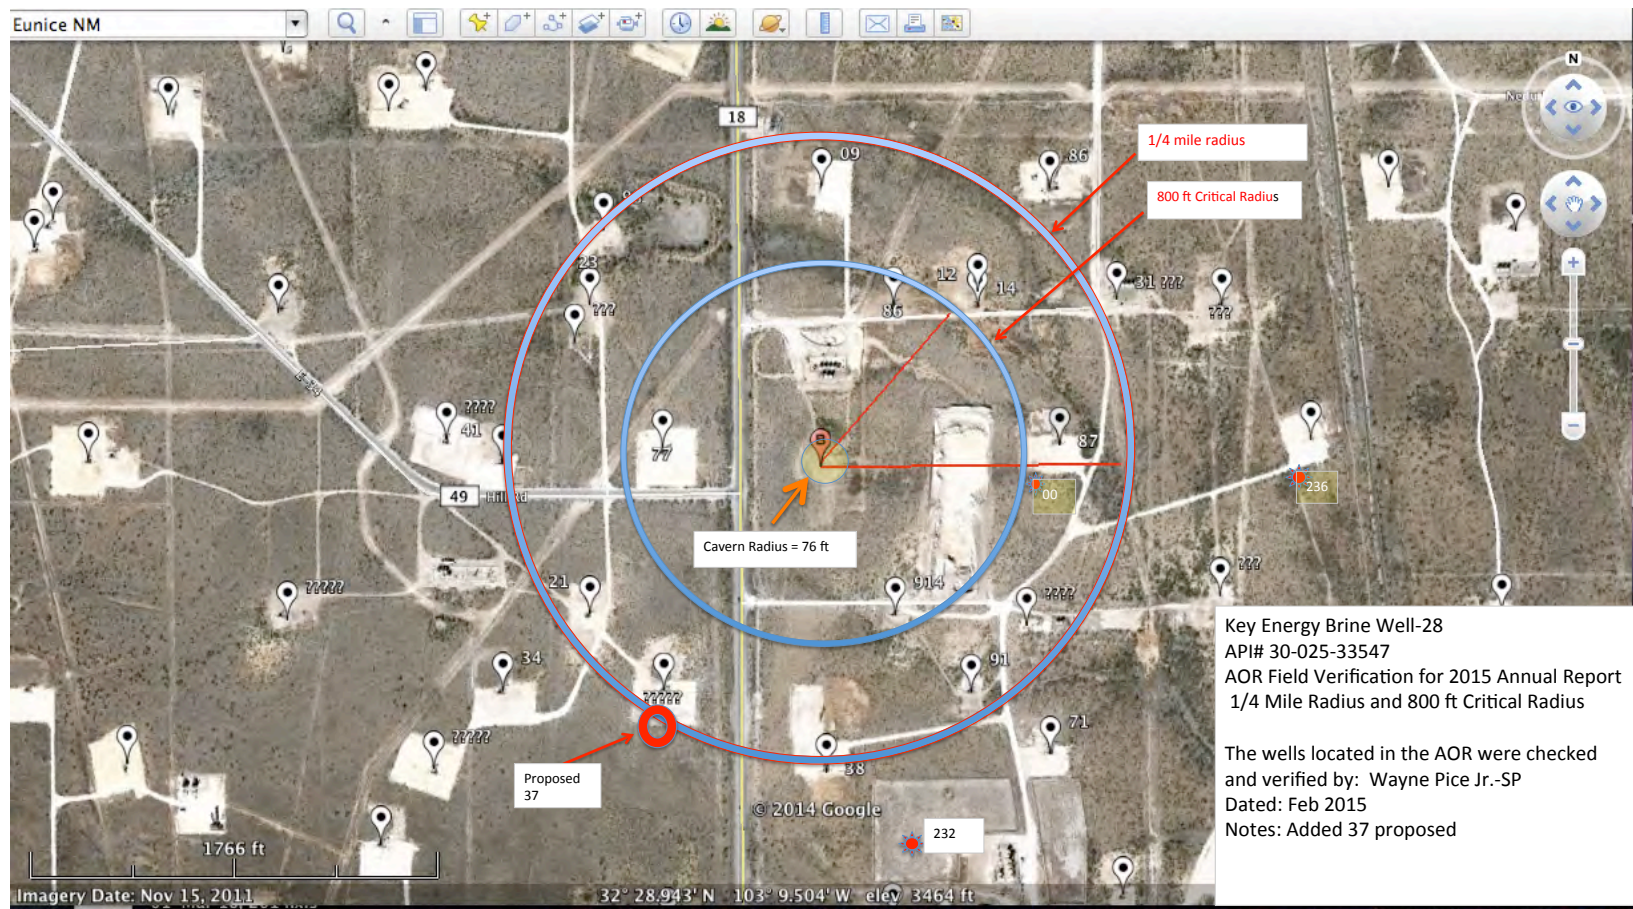 Eunice NM
N
18
1/4 mile radius
09
86
800 ft Critical Radius
23
12
14
31 ???
???
86
???
E-24
????
41
77
87
49
Hill Rd
00
236
Cavern Radius = 76 ft
?????
21
914
????
???
34
91
?????
?????
71
Proposed
37
38
© 2014 Google
232
1766 ft
Key Energy Brine Well-28
API# 30-025-33547
AOR Field Verification for 2015 Annual Report
1/4 Mile Radius and 800 ft Critical Radius
The wells located in the AOR were checked
and verified by: Wayne Pice Jr.-SP
Dated: Feb 2015
Notes: Added 37 proposed
Imagery Date: Nov 15, 2011
32° 28.943' N 103° 9.504' W elev 3464 ft